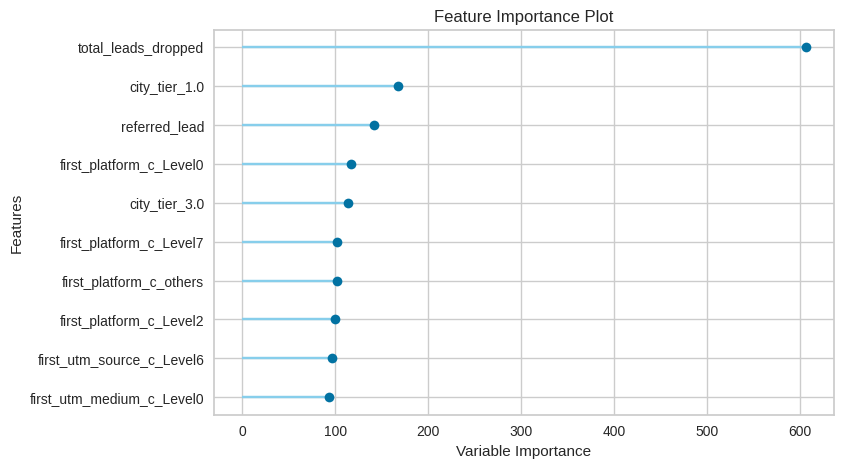 Feature Importance Plot
total_leads_dropped
city_tier_1.0
referred_lead
first_platform_c_Level0
city_tier_3.0
first_platform_c_Level7
first_platform_c_others
first_platform_c_Level2
first_utm_source_c_Level6
first_utm_medium_c_Level0
Features
0 100 200 300 400 500 600
Variable Importance